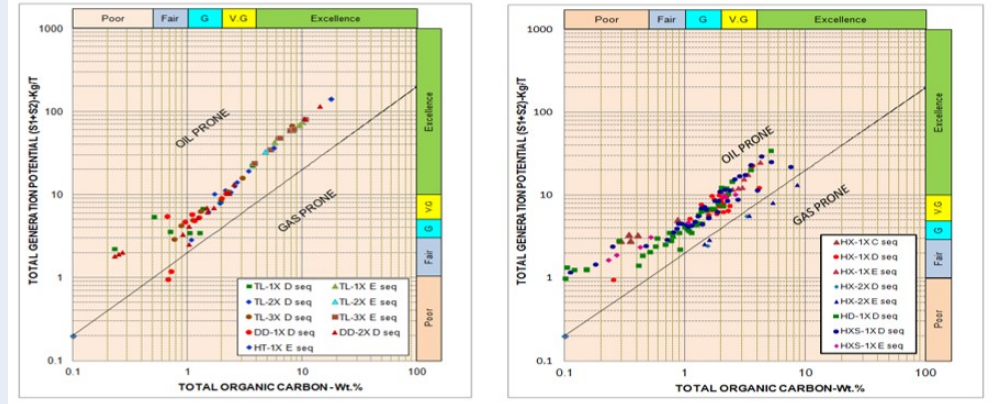 Poor Fair G V.G Excellence
1000
100
10
1
0.1
TOTAL GENERATION POTENTIAL (S1+S2)-Kg/T
OIL PRONE
GAS PRONE
Excellence
V.G
G
Fair
Poor
TL-1X D seq TL-1X E seq
TL-2X D seq TL-2X E seq
TL-3X D seq TL-3X E seq
DD-1X D seq DD-2X D seq
HT-1X E seq
0.1 1 10 100
TOTAL ORGANIC CARBON-Wt.%
Poor Fair G V.G Excellence
1000
100
10
1
0.1
TOTAL GENERATION POTENTIAL (S1+S2)-Kg/T
OIL PRONE
GAS PRONE
Excellence
V.G
G
Fair
Poor
HX-1X C seq
HX-1X D seq
HX-1X E seq
HX-2X D seq
HX-2X E seq
HD-1X D seq
HXS-1X D seq
HXS-1X E seq
0.1 1 10 100
TOTAL ORGANIC CARBON-Wt.%